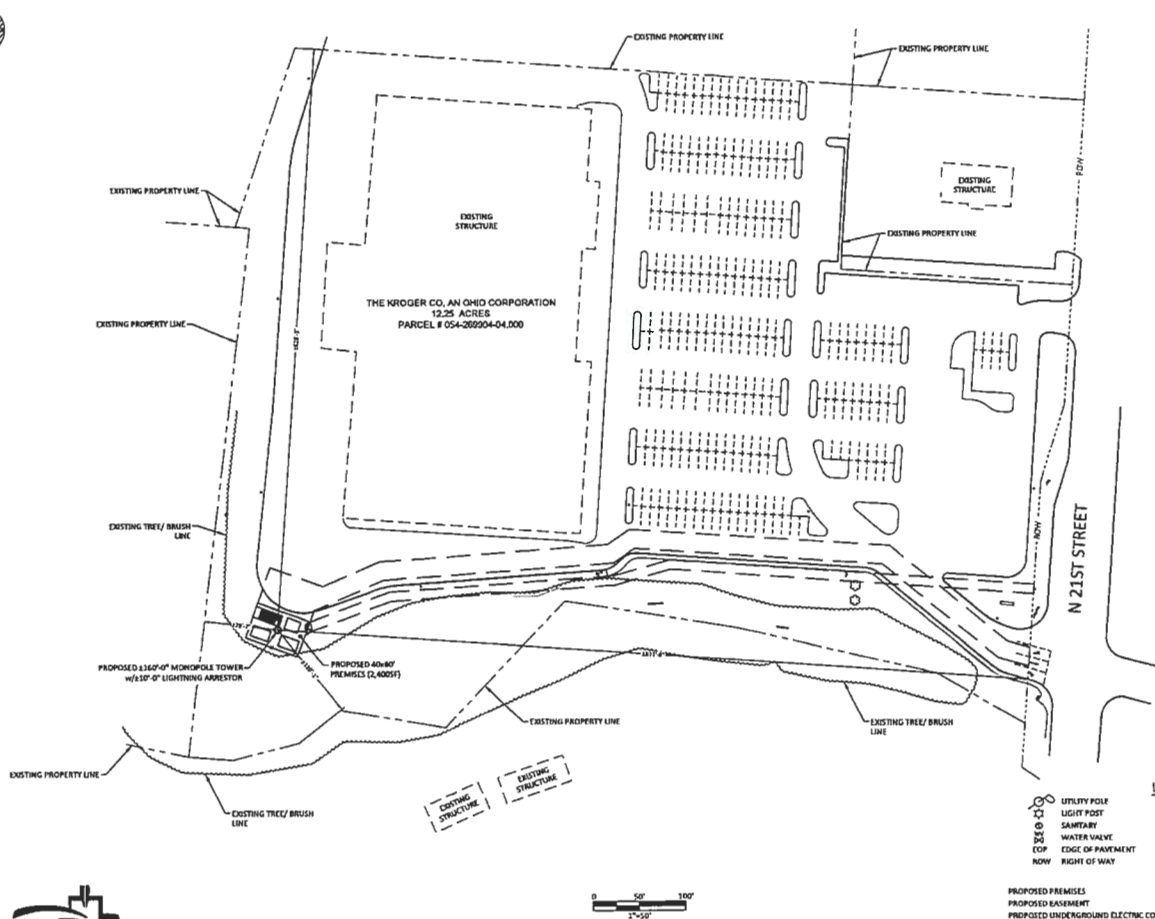 EXISTING PROPERTY LINE
EXISTING PROPERTY LINE
ROW
EXISTING
STRUCTURE
EXISTING PROPERTY LINE
EXISTING
STRUCTURE
EXISTING PROPERTY LINE
THE KROGER CO, AN OHIO CORPORATION
12.25 ACRES
PARCEL # 054-269904-04.000
EXISTING PROPERTY LINE
EXISTING TREE/ BRUSH
LINE
ROW
N 21ST STREET
PROPOSED ±160'-0" MONOPOLE TOWER
w/±10'-0" LIGHTNING ARRESTOR
PROPOSED 40x60'
PREMISES (2,400SF)
EXISTING PROPERTY LINE
EXISTING TREE/ BRUSH
LINE
EXISTING PROPERTY LINE
EXISTING TREE/ BRUSH
LINE
EXISTING
STRUCTURE
EXISTING
STRUCTURE
UTILITY POLE
LIGHT POST
SANITARY
WATER VALVE
EOP EDGE OF PAVEMENT
ROW RIGHT OF WAY
0 50' 100'
1"=50'
PROPOSED PREMISES
PROPOSED EASEMENT
PROPOSED UNDERGROUND ELECTRIC CO